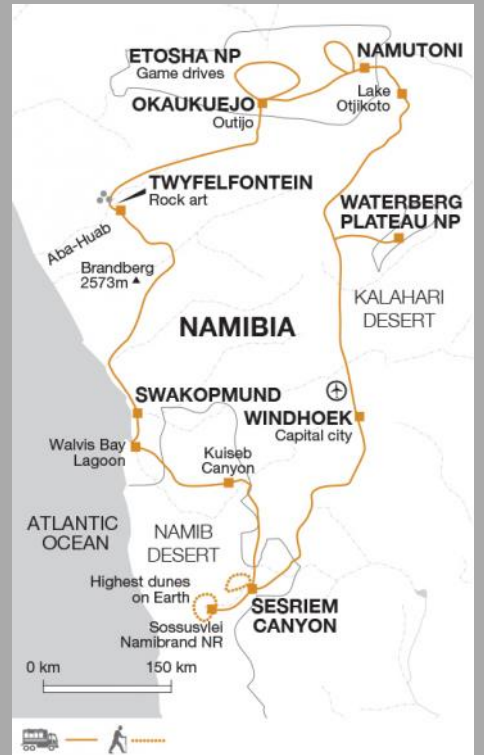 ETOSHA NP
Game drives
NAMUTONI
OKAUKUEJO
Outijo
Lake
Otjikoto
TWYFELFONTEIN
Rock art
WATERBERG
PLATEAU NP
Aba-Huab
Brandberg
2573m
KALAHARI
DESERT
NAMIBIA
SWAKOPMUND
WINDHOEK
Capital city
Walvis Bay
Lagoon
Kuiseb
Canyon
ATLANTIC
OCEAN
NAMIB
DESERT
Highest dunes
on Earth
SESRIEM
CANYON
Sossusvlei
Namibrand NR
0 km 150 km